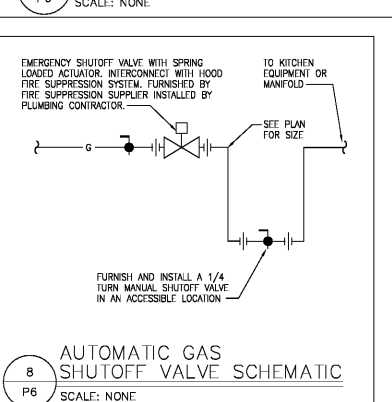 P6
SCALE: NONE
EMERGENCY SHUTOFF VALVE WITH SPRING
LOADED ACTUATOR. INTERCONNECT WITH HOOD
FIRE SUPPRESSION SYSTEM. FURNISHED BY
FIRE SUPPRESSION SUPPLIER INSTALLED BY
PLUMBING CONTRACTOR.
TO KITCHEN
EQUIPMENT OR
MANIFOLD
SEE PLAN
FOR SIZE
G
FURNISH AND INSTALL A 1/4
TURN MANUAL SHUTOFF VALVE
IN AN ACCESSIBLE LOCATION
8
P6
AUTOMATIC GAS
SHUTOFF VALVE SCHEMATIC
SCALE: NONE